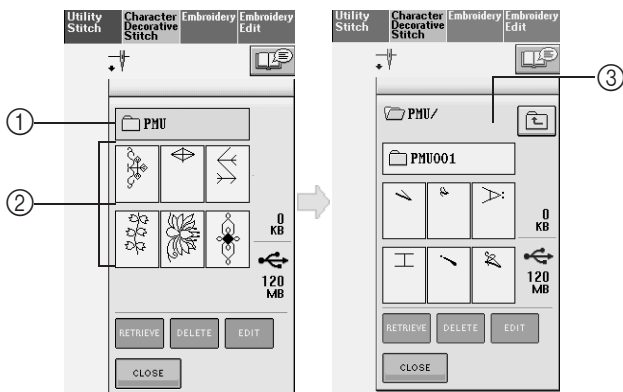 Utility Stitch
Character Decorative Stitch
Embroidery
Embroidery Edit
① PMU
②
0 KB
120 MB
RETRIEVE DELETE EDIT
CLOSE
Utility Stitch
Character Decorative Stitch
Embroidery
Embroidery Edit
③
PMU/
PMU001
0 KB
120 MB
RETRIEVE DELETE EDIT
CLOSE